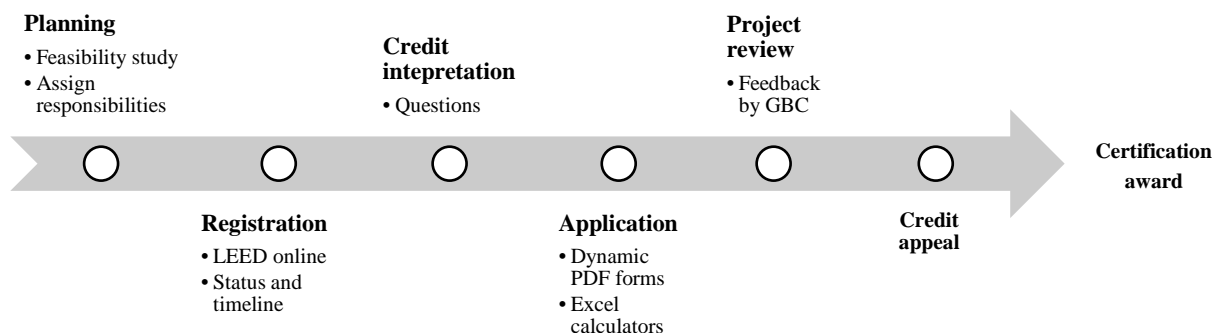 Planning
• Feasibility study
• Assign
responsibilities
Registration
• LEED online
• Status and
timeline
Credit
intepretation
• Questions
Application
• Dynamic
PDF forms
• Excel
calculators
Project
review
• Feedback
by GBC
Credit
appeal
Certification
award